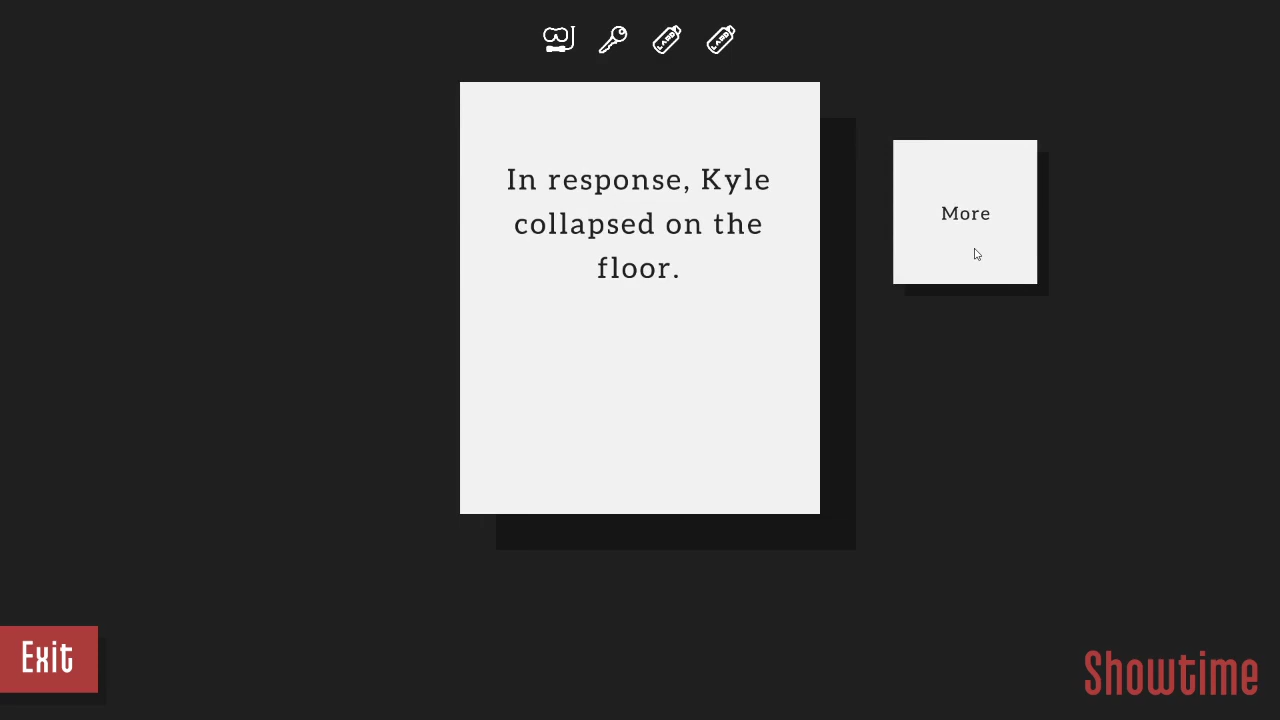 In response, Kyle
collapsed on the
floor.
More
Exit
Showtime